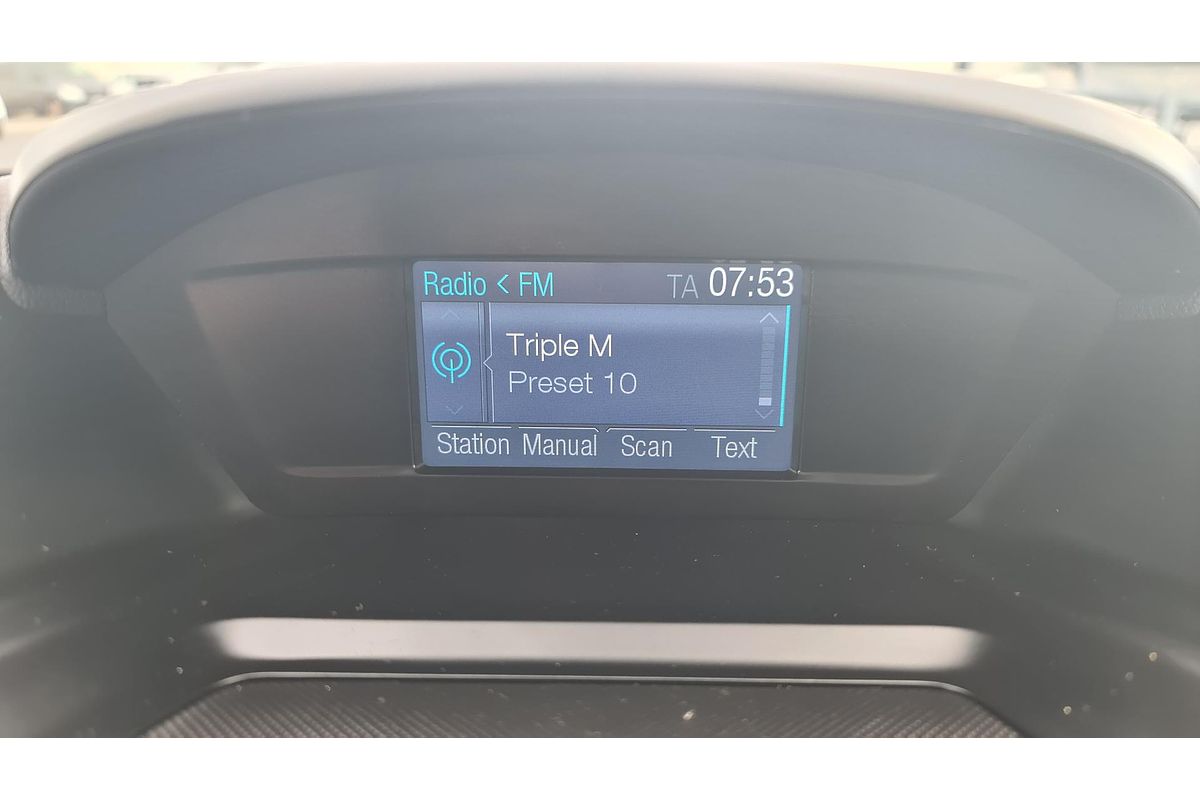 Radio < FM TA 07:53
Triple M
Preset 10
Station Manual Scan Text